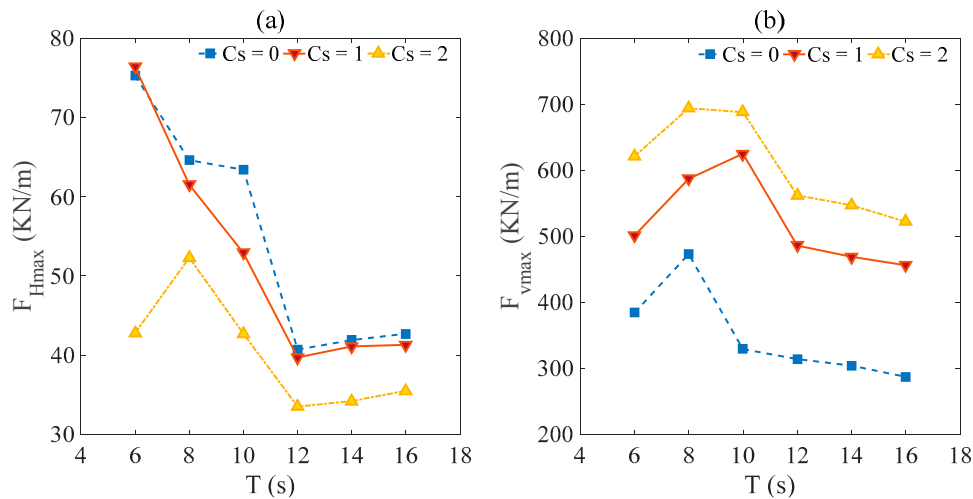 (a)
80
70
60
50
40
30
F_Hmax (KN/m)
Cs = 0 Cs = 1 Cs = 2
4 6 8 10 12 14 16 18
T (s)
(b)
800
700
600
500
400
300
200
F_vmax (KN/m)
Cs = 0 Cs = 1 Cs = 2
4 6 8 10 12 14 16 18
T (s)